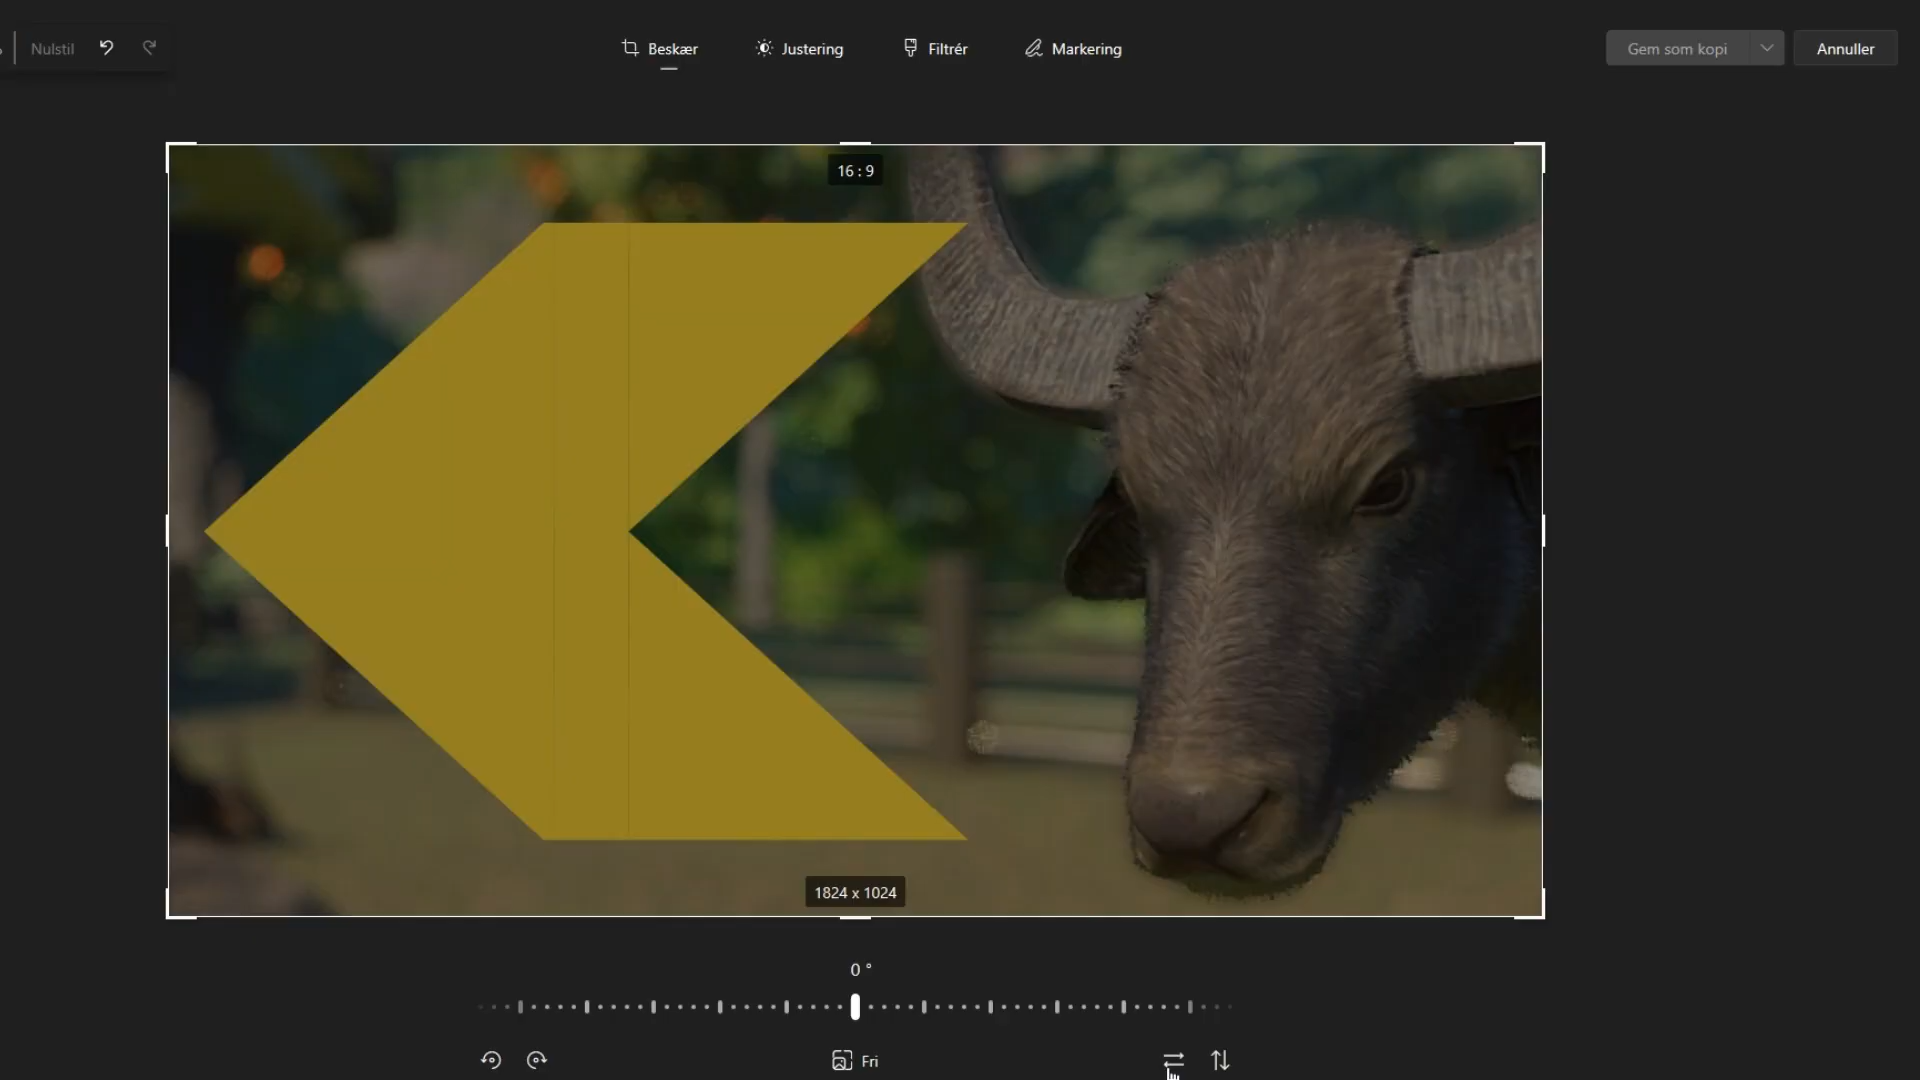 Nulstil
Beskær
Justering
Filtrér
Markering
Gem som kopi
Annuller
16 : 9
1824 x 1024
0 °
Fri